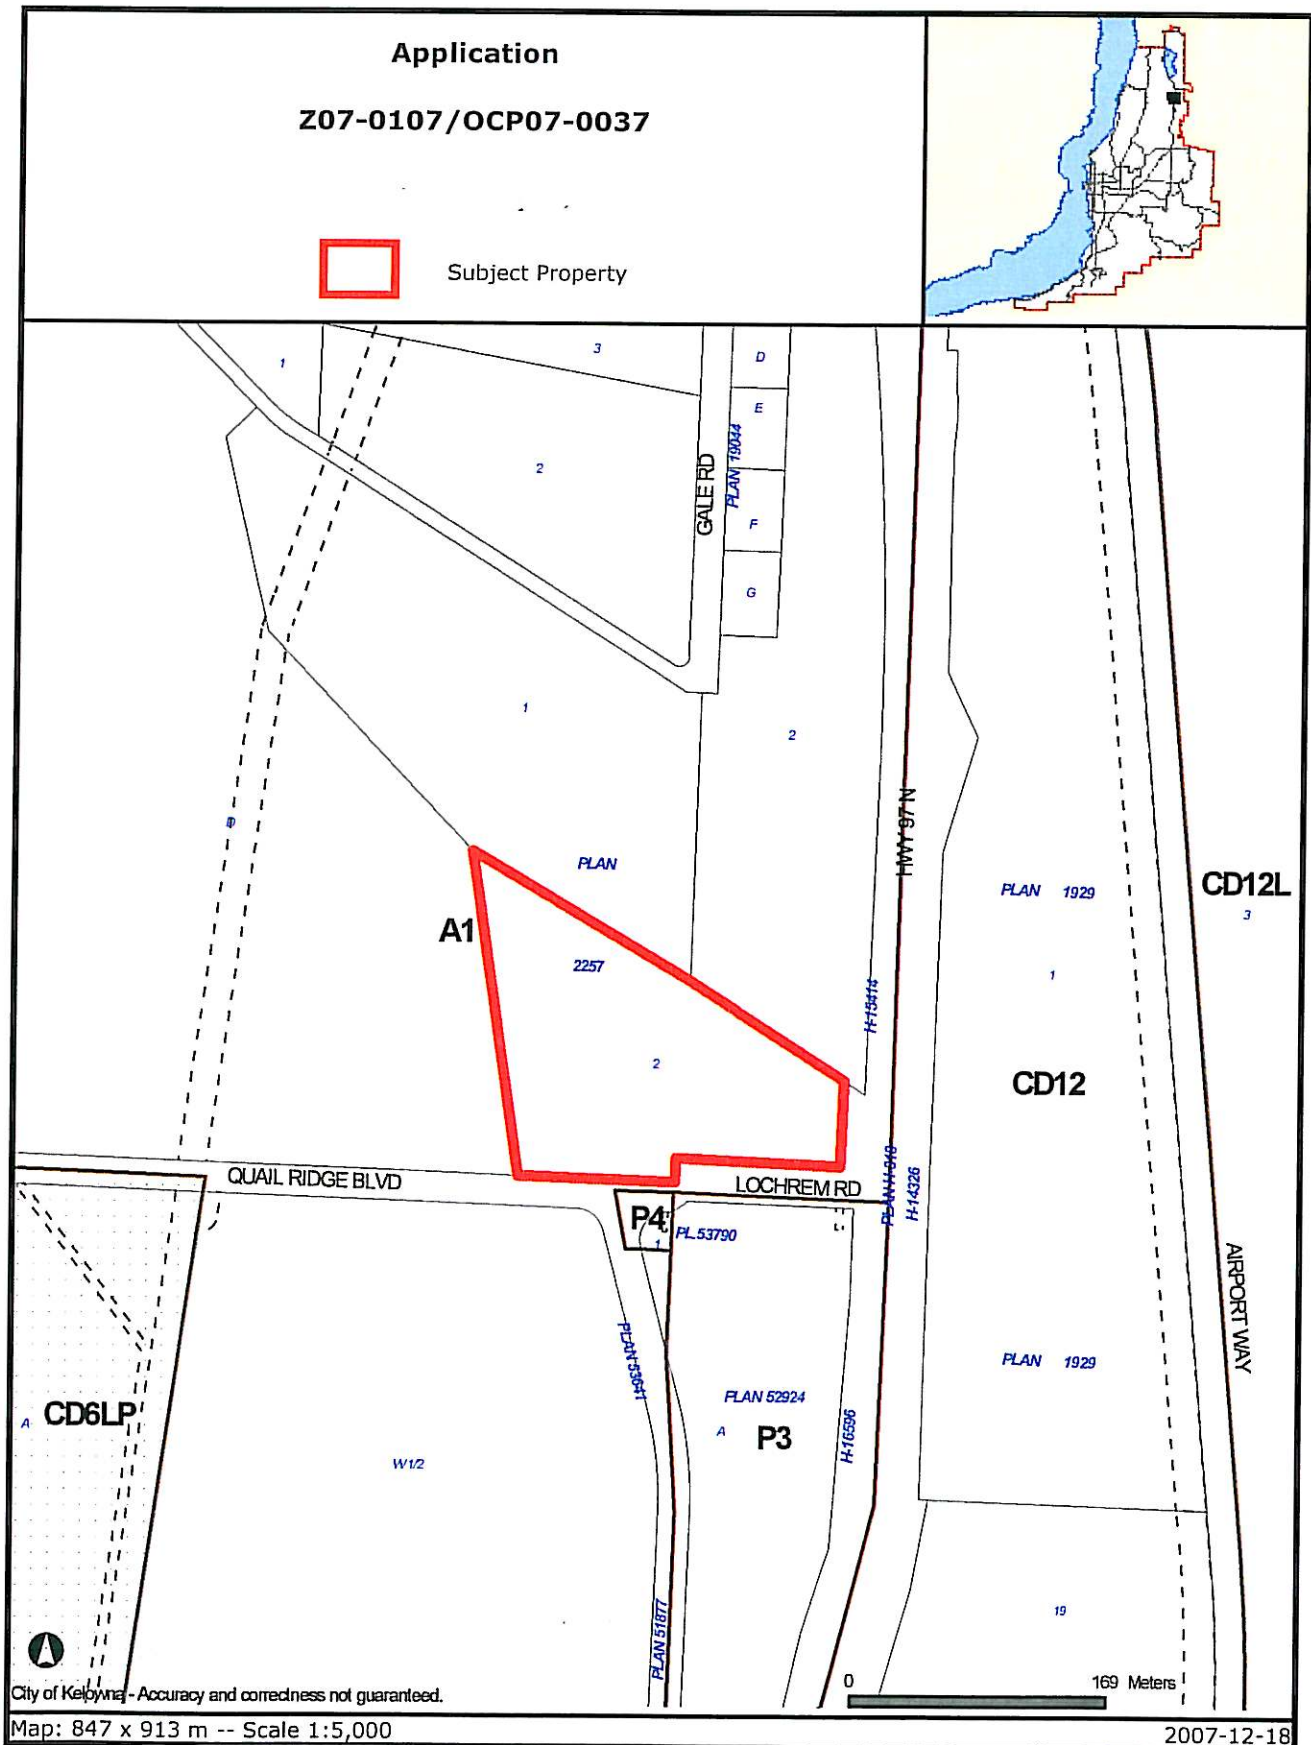 Application
Z07-0107/OCP07-0037
Subject Property
1
3
D
E
2
GALE RD
PLAN 19044
F
G
1
2
D
HWY 97 N
PLAN
PLAN 1929
CD12L
3
A1
2257
1
H-15414
2
CD12
QUAIL RIDGE BLVD
LOCHREM RD
H-14326
P4
1
PL.53790
AIRPORT WAY
PLAN 1929
PLAN 52924
CD6LP
A
A
P3
H-16596
W1/2
19
PLAN 51877
0
169 Meters
City of Kelowna - Accuracy and correctness not guaranteed.
Map: 847 x 913 m -- Scale 1:5,000
2007-12-18